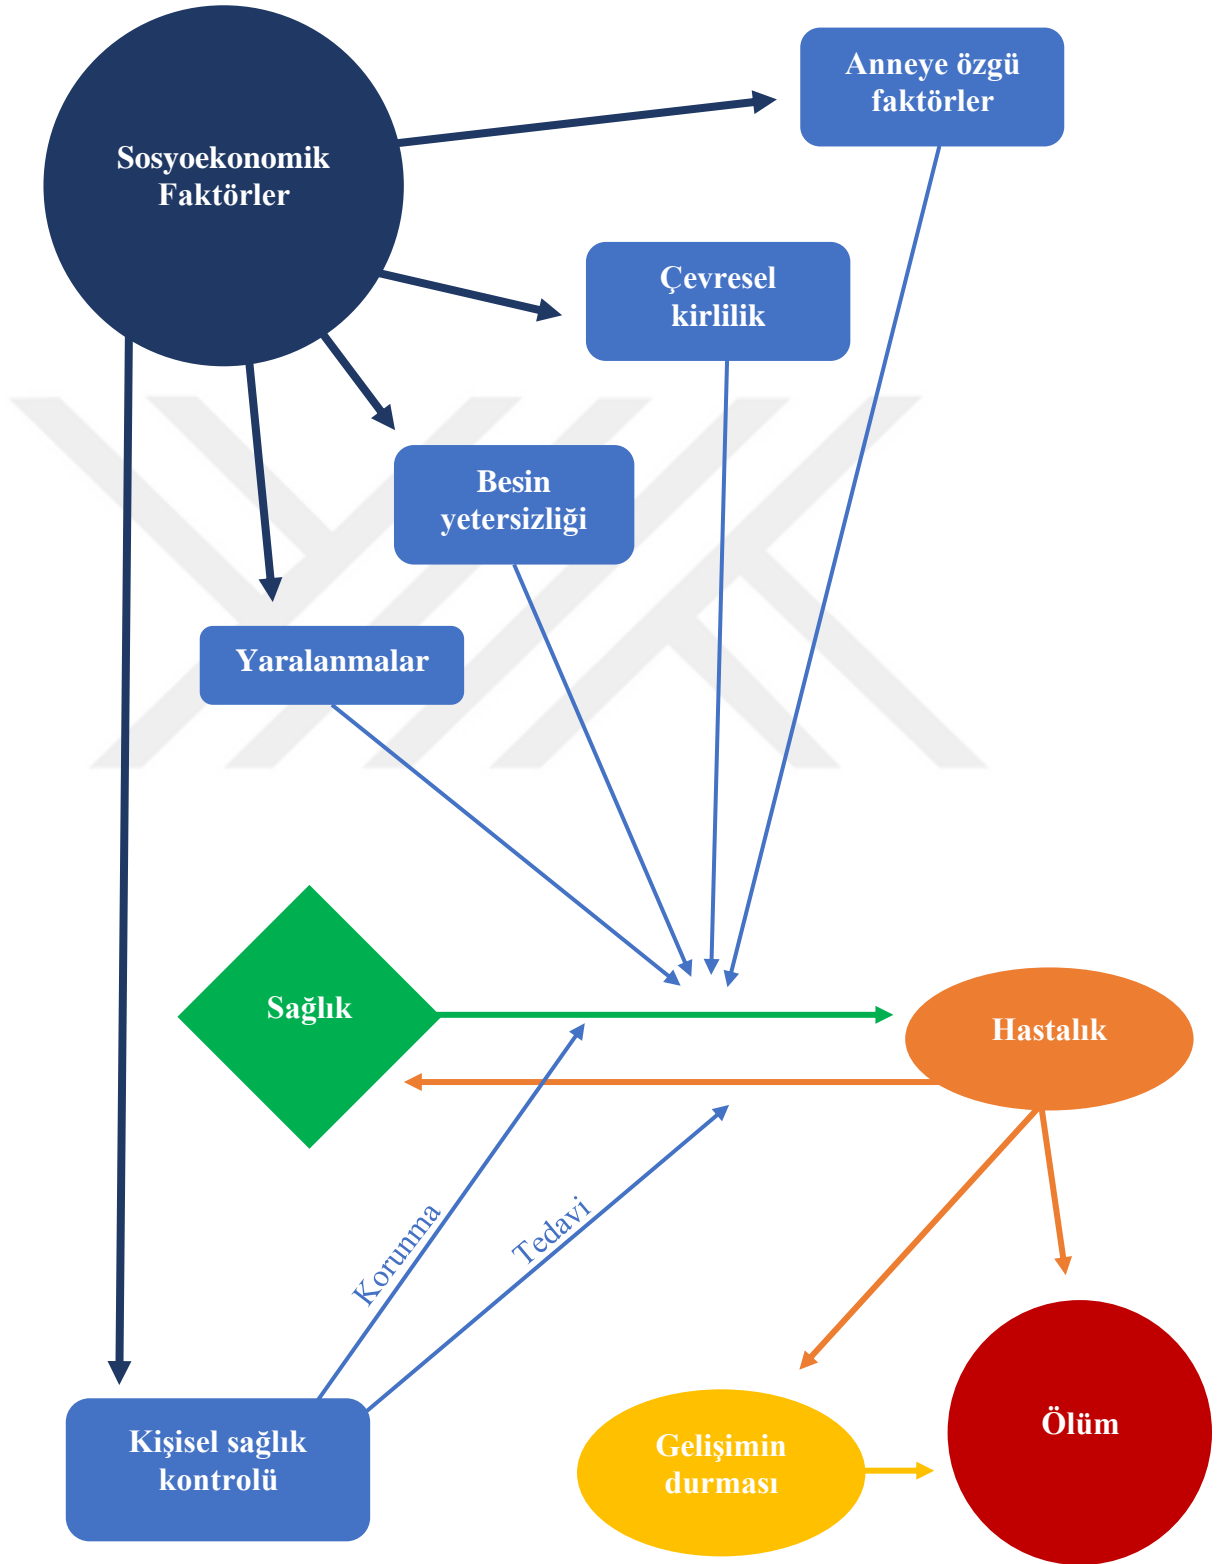 Anneye özgü
faktörler
Sosyoekonomik
Faktörler
Çevresel
kirlilik
Besin
yetersizliği
Yaralanmalar
Sağlık
Hastalık
Korunma
Tedavi
Kişisel sağlık
kontrolü
Gelişimin
durması
Ölüm